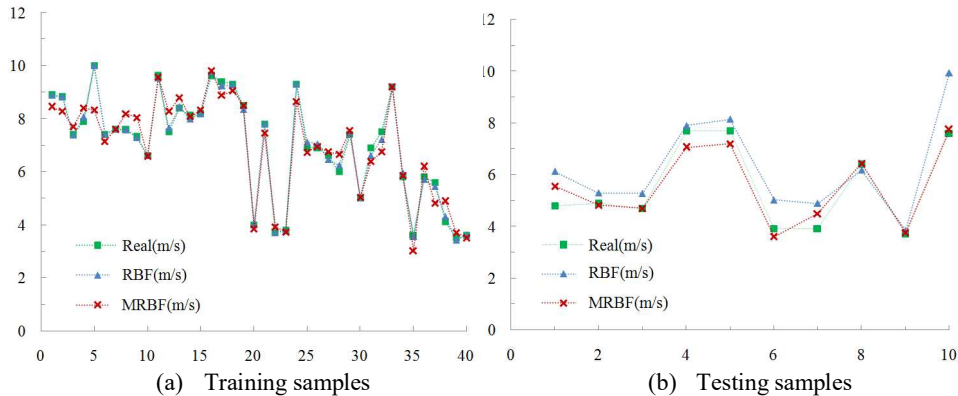 12
10
8
6
4
2
0
Real(m/s)
RBF(m/s)
MRBF(m/s)
0 5 10 15 20 25 30 35 40
(a) Training samples
12
10
8
6
4
2
0
Real(m/s)
RBF(m/s)
MRBF(m/s)
0 2 4 6 8 10
(b) Testing samples